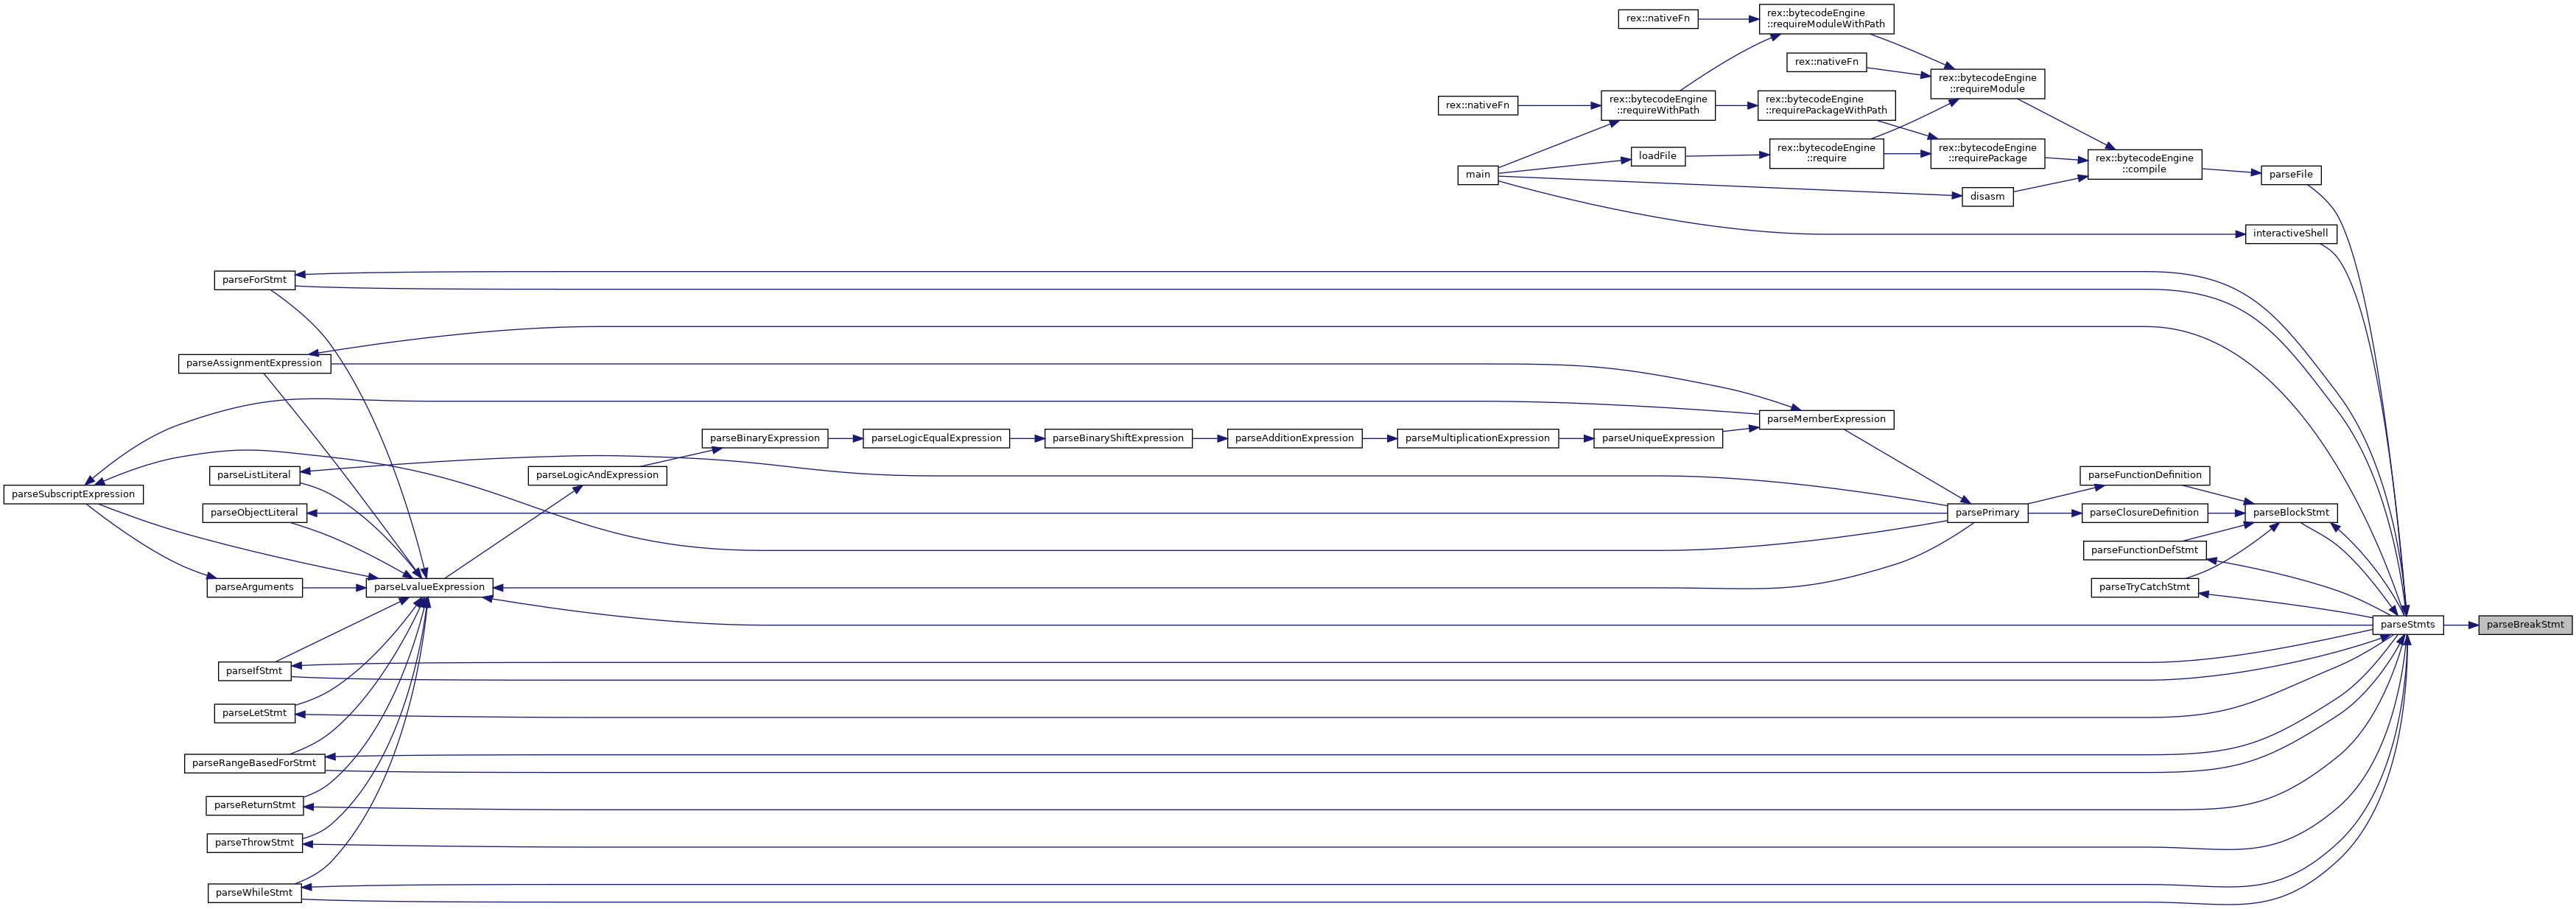 rex::nativeFn
rex::bytecodeEngine
::requireModuleWithPath
rex::nativeFn
rex::bytecodeEngine
::requireModule
rex::nativeFn
rex::bytecodeEngine
::requireWithPath
rex::bytecodeEngine
::requirePackageWithPath
loadFile
rex::bytecodeEngine
::require
rex::bytecodeEngine
::requirePackage
rex::bytecodeEngine
::compile
main
parseFile
disasm
interactiveShell
parseForStmt
parseAssignmentExpression
parseMemberExpression
parseBinaryExpression
parseLogicEqualExpression
parseBinaryShiftExpression
parseAdditionExpression
parseMultiplicationExpression
parseUniqueExpression
parseListLiteral
parseLogicAndExpression
parseFunctionDefinition
parseSubscriptExpression
parseObjectLiteral
parsePrimary
parseClosureDefinition
parseBlockStmt
parseFunctionDefStmt
parseArguments
parseLvalueExpression
parseTryCatchStmt
parseStmts
parseBreakStmt
parseIfStmt
parseLetStmt
parseRangeBasedForStmt
parseReturnStmt
parseThrowStmt
parseWhileStmt